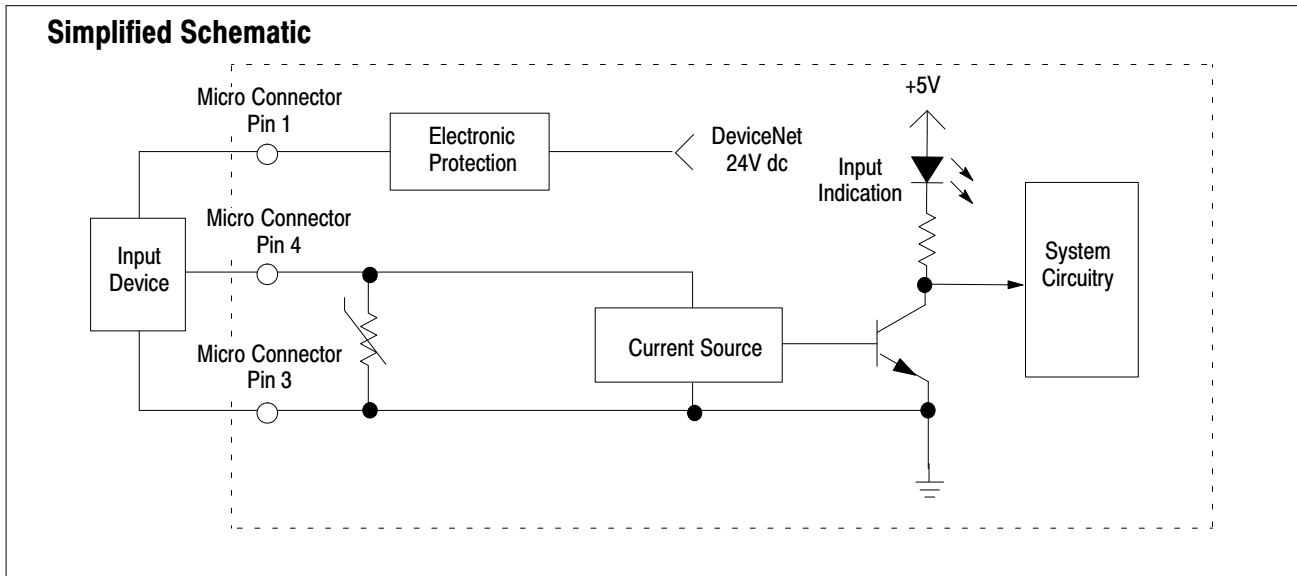 Simplified Schematic
Micro Connector
Pin 1
Electronic
Protection
DeviceNet
24V dc
+5V
Input
Indication
Micro Connector
Pin 4
Input
Device
System
Circuitry
Current Source
Micro Connector
Pin 3